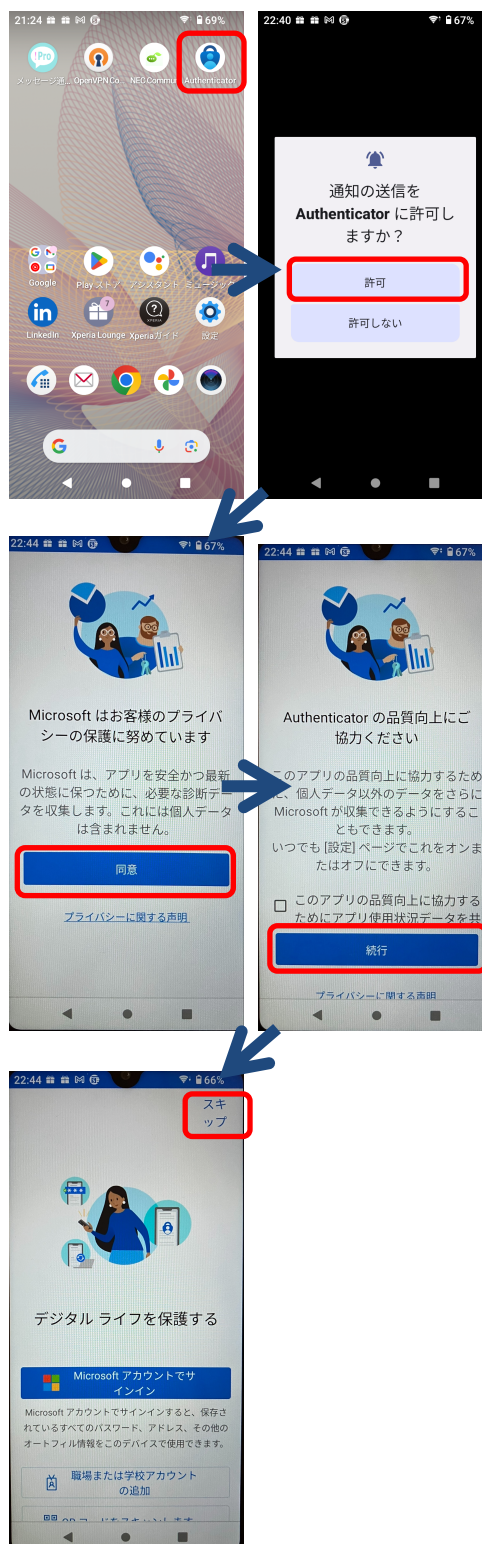 21:24 69%
メッセージ通... OpenVPN Co... NEC Commu Authenticator
Google Play ストア アシスタント ミュージック
7
LinkedIn Xperia Lounge Xperiaガイド 設定
22:40 67%
通知の送信を
Authenticator に許可し
ますか？
許可
許可しない
22:44 67%
Microsoft はお客様のプライバ
シーの保護に努めています
Microsoft は、アプリを安全かつ最新
の状態に保つために、必要な診断デー
タを収集します。これには個人データ
は含まれません。
同意
プライバシーに関する声明
22:44 67%
Authenticator の品質向上にご
協力ください
このアプリの品質向上に協力するため
に、個人データ以外のデータをさらに
Microsoft が収集できるようにするこ
ともできます。
いつでも [設定] ページでこれをオンま
たはオフにできます。
このアプリの品質向上に協力する
ためにアプリ使用状況データを共
続行
プライバシーに関する声明
22:44 66%
スキ
ップ
デジタル ライフを保護する
Microsoft アカウントでサ
インイン
Microsoft アカウントでサインインすると、保存さ
れているすべてのパスワード、アドレス、その他の
オートフィル情報をこのデバイスで使用できます。
職場または学校アカウント
の追加
QR コードをスキャンします